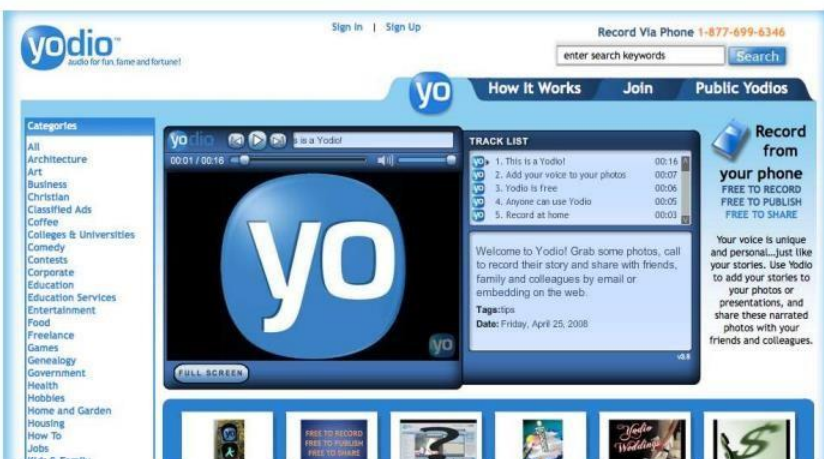 Sign In | Sign Up
Record Via Phone 1-877-699-6346
yodio™
audio for fun, fame and fortune!
enter search keywords
Search
yo
How It Works
Join
Public Yodios
Categories
All
Architecture
Art
Business
Christian
Classified Ads
Coffee
Colleges & Universities
Comedy
Contests
Corporate
Education
Education Services
Entertainment
Food
Freelance
Games
Genealogy
Government
Health
Hobbies
Home and Garden
Housing
How To
Jobs
yodio
s is a Yodio!
00:01 / 00:16
yo
yo
FULL SCREEN
TRACK LIST
yo 1. This is a Yodio! 00:16
yo 2. Add your voice to your photos 00:07
yo 3. Yodio is free 00:06
yo 4. Anyone can use Yodio 00:05
yo 5. Record at home 00:03
Welcome to Yodio! Grab some photos, call
to record their story and share with friends,
family and colleagues by email or
embedding on the web.
Tags:tips
Date: Friday, April 25, 2008
v0.8
Record
from
your phone
FREE TO RECORD
FREE TO PUBLISH
FREE TO SHARE
Your voice is unique
and personal...just like
your stories. Use Yodio
to add your stories to
your photos or
presentations, and
share these narrated
photos with your
friends and colleagues.
yo
FREE TO RECORD
FREE TO PUBLISH
FREE TO SHARE
?
Yodio
Weddings
$